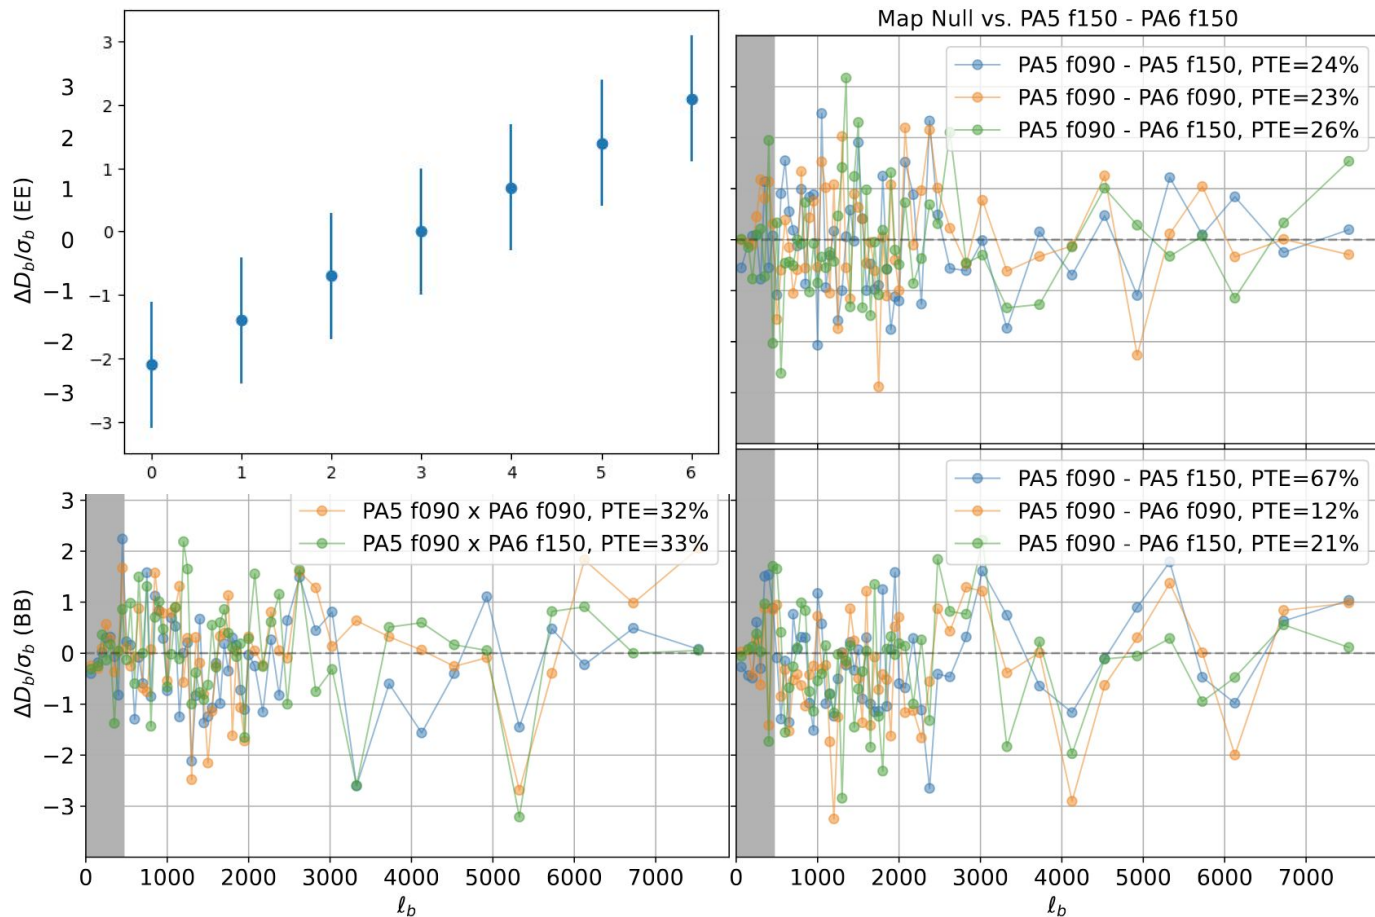 Map Null vs. PA5 f150 - PA6 f150
PA5 f090 - PA5 f150, PTE=24%
PA5 f090 - PA6 f090, PTE=23%
PA5 f090 - PA6 f150, PTE=26%
ΔD_b/σ_b (EE)
3
2
1
0
−1
−2
−3
3
2
1
0
−1
−2
−3
0 1 2 3 4 5 6
PA5 f090 x PA6 f090, PTE=32%
PA5 f090 x PA6 f150, PTE=33%
ΔD_b/σ_b (BB)
3
2
1
0
−1
−2
−3
0 1000 2000 3000 4000 5000 6000 7000
ℓ_b
PA5 f090 - PA5 f150, PTE=67%
PA5 f090 - PA6 f090, PTE=12%
PA5 f090 - PA6 f150, PTE=21%
0 1000 2000 3000 4000 5000 6000 7000
ℓ_b